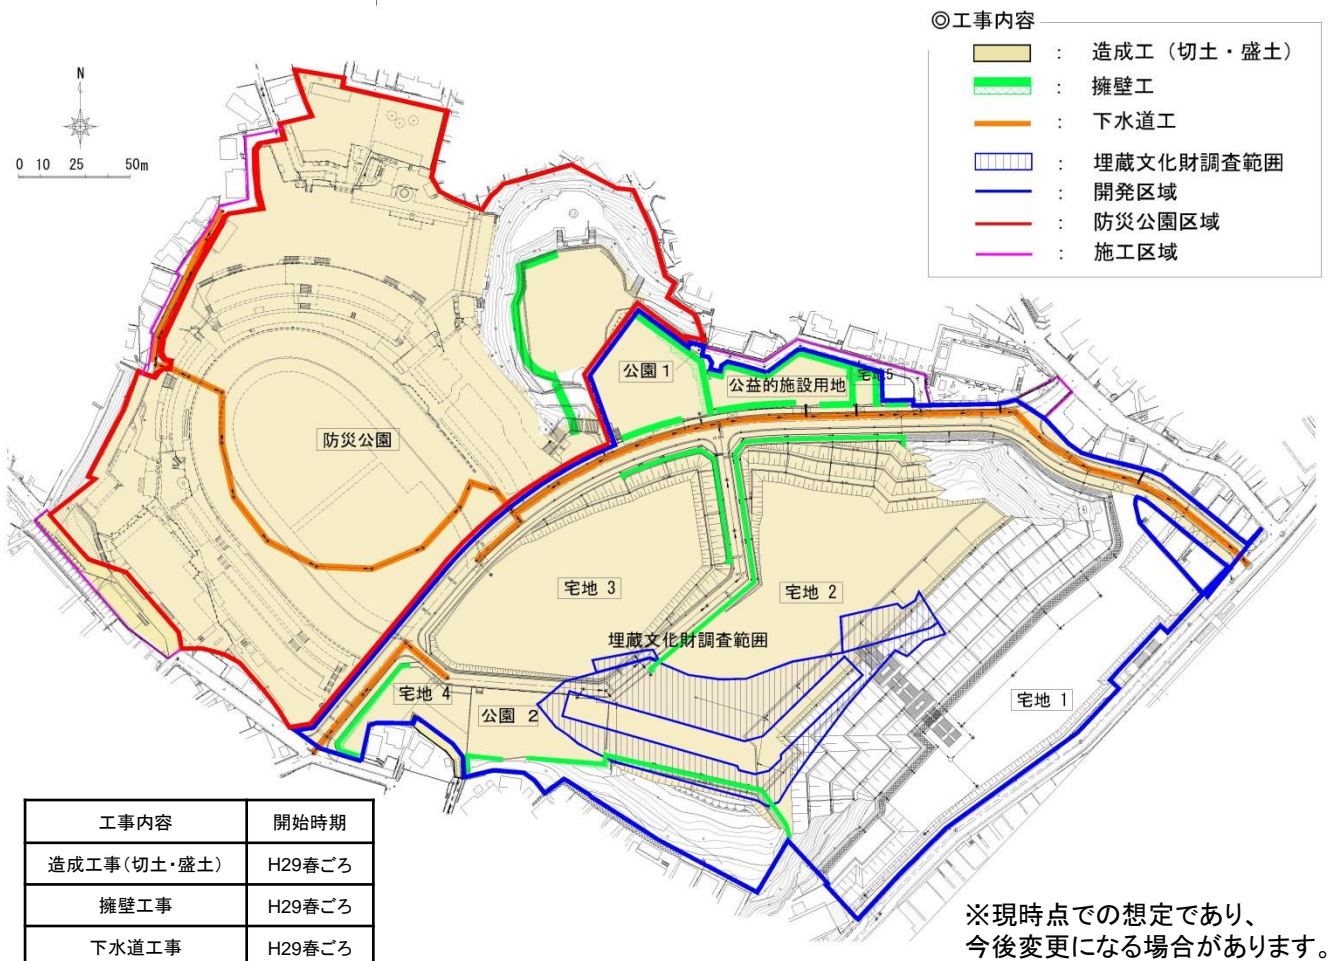 ◎工事内容
： 造成工（切土・盛土）
： 擁壁工
： 下水道工
： 埋蔵文化財調査範囲
： 開発区域
： 防災公園区域
： 施工区域
N
0 10 25 50m
公園 1
公益的施設用地
宅地5
防災公園
宅地 3
宅地 2
埋蔵文化財調査範囲
宅地 4
公園 2
宅地 1
工事内容 開始時期
造成工事(切土・盛土) H29春ごろ
擁壁工事 H29春ごろ
下水道工事 H29春ごろ
※現時点での想定であり、
今後変更になる場合があります。